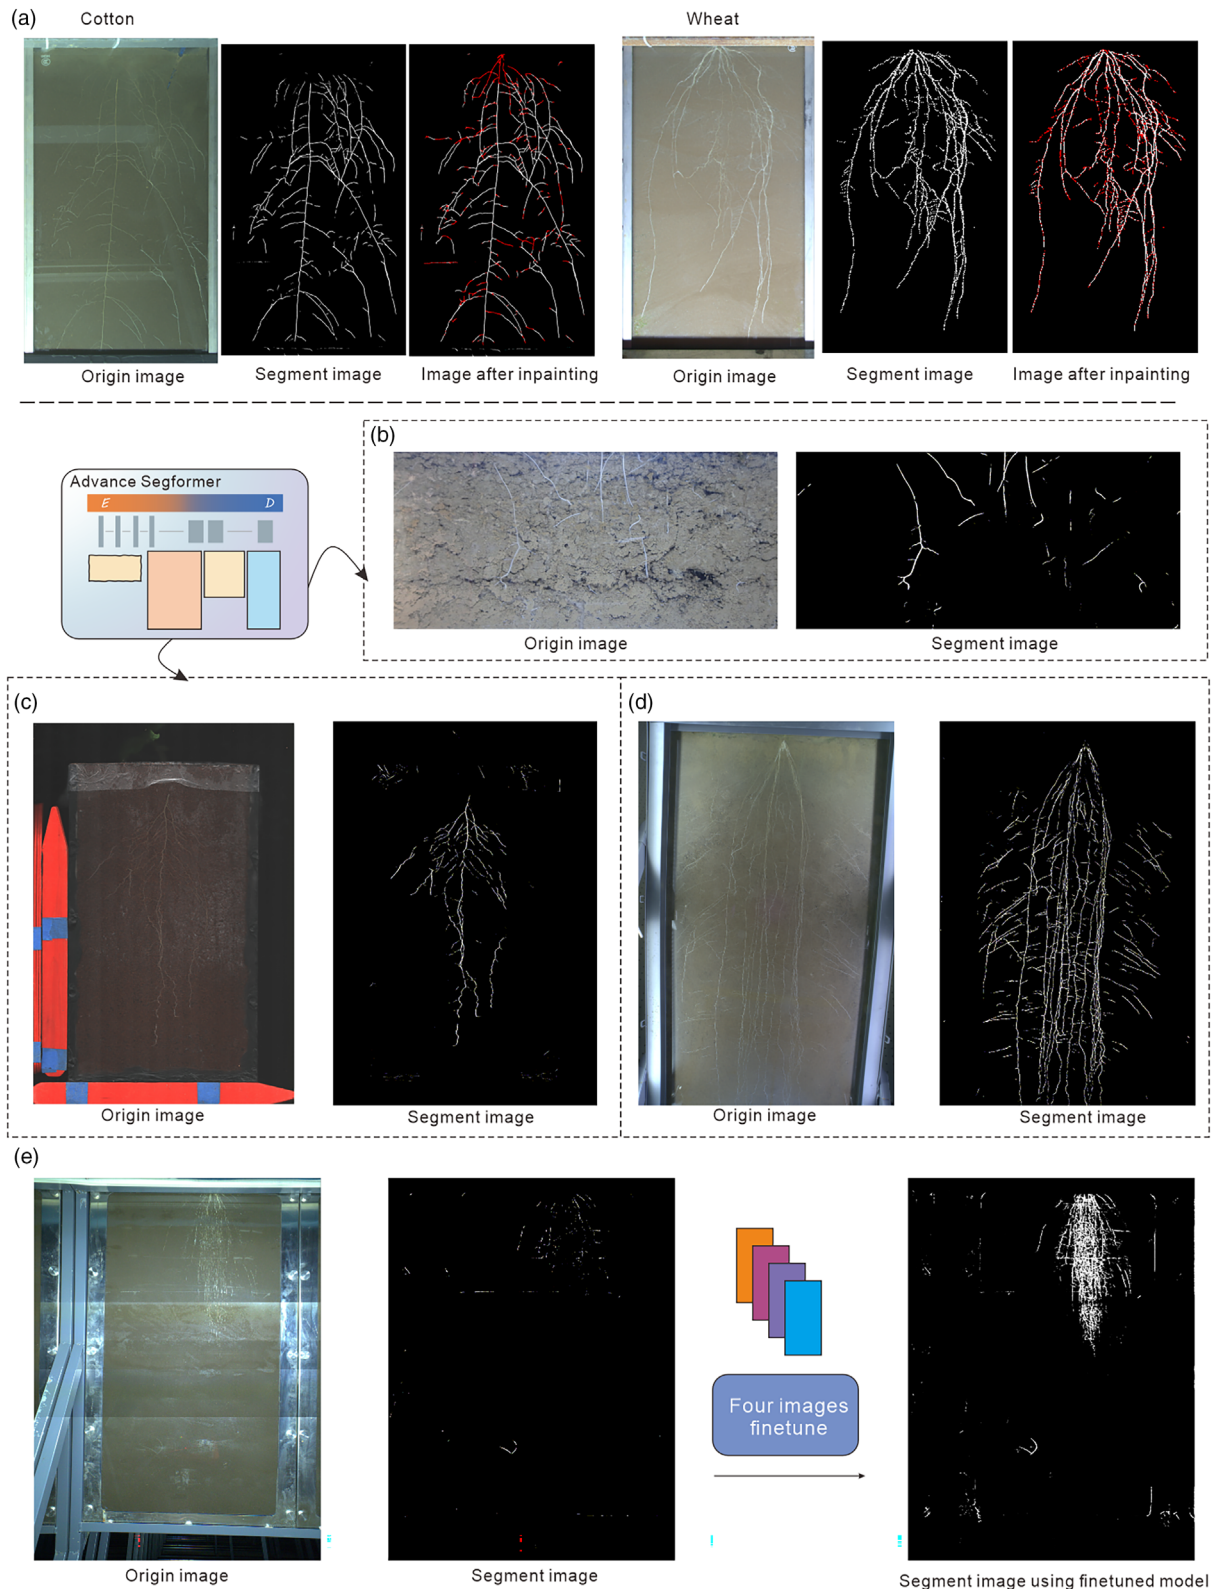 (a)
Cotton
Wheat
Origin image
Segment image
Image after inpainting
Origin image
Segment image
Image after inpainting
(b)
Advance Segformer
E
D
Origin image
Segment image
(c)
(d)
Origin image
Segment image
Origin image
Segment image
(e)
Four images
finetune
Origin image
Segment image
Segment image using finetuned model